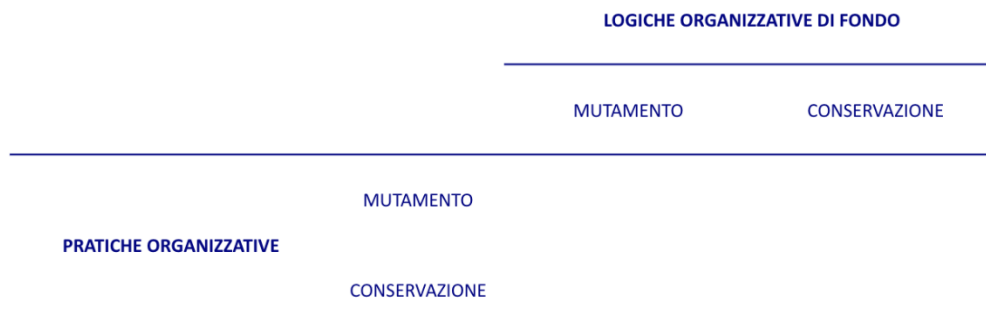 LOGICHE ORGANIZZATIVE DI FONDO
MUTAMENTO CONSERVAZIONE
MUTAMENTO
PRATICHE ORGANIZZATIVE
CONSERVAZIONE